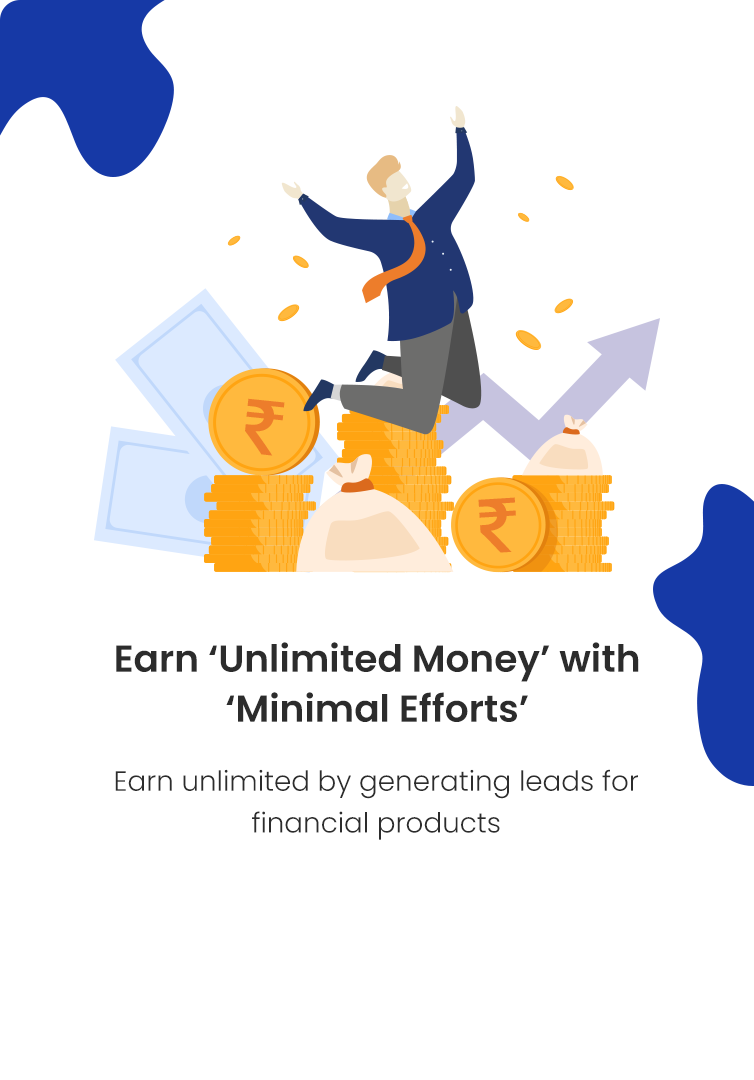 ₹
₹
Earn ‘Unlimited Money’ with
‘Minimal Efforts’
Earn unlimited by generating leads for
financial products